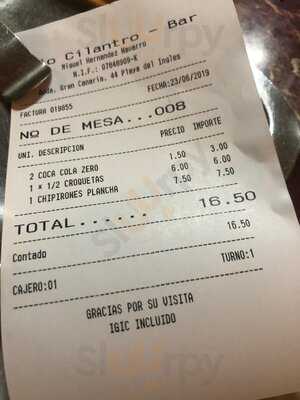 o Cilantro - Bar
Miguel Hernandez Navarro
N.I.F.: 07848909-K
Avda. Gran Canaria, 44 Playa del Ingles
FACTURA 019855 FECHA:23/06/2019
Nº DE MESA...008
UNI. DESCRIPCION PRECIO IMPORTE
2 COCA COLA ZERO 1.50 3.00
1 * 1/2 CROQUETAS 6.00 6.00
1 CHIPIRONES PLANCHA 7.50 7.50
TOTAL...... 16.50
Contado 16.50
CAJERO:01 TURNO:1
GRACIAS POR SU VISITA
IGIC INCLUIDO